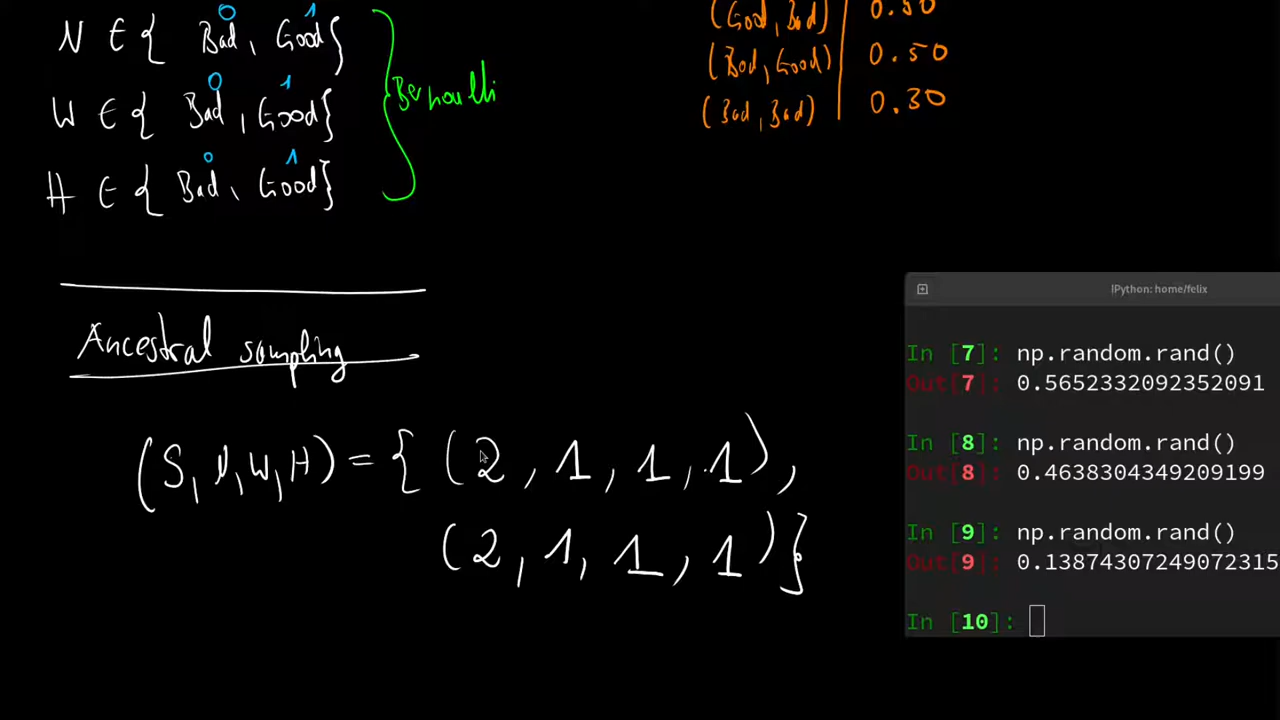 N ∈ { Bad, Good}
0 1
W ∈ { Bad, Good}
0 1
H ∈ { Bad, Good}
0 1
Bernoulli
(Good, Bad) 0.50
(Bad, Good) 0.50
(Bad, Bad) 0.30
Ancestral sampling
(S, N, W, H) = { (2, 1, 1, 1),
(2, 1, 1, 1)}
IPython: home/felix
In [7]: np.random.rand()
Out[7]: 0.5652332092352091
In [8]: np.random.rand()
Out[8]: 0.4638304349209199
In [9]: np.random.rand()
Out[9]: 0.13874307249072315
In [10]: